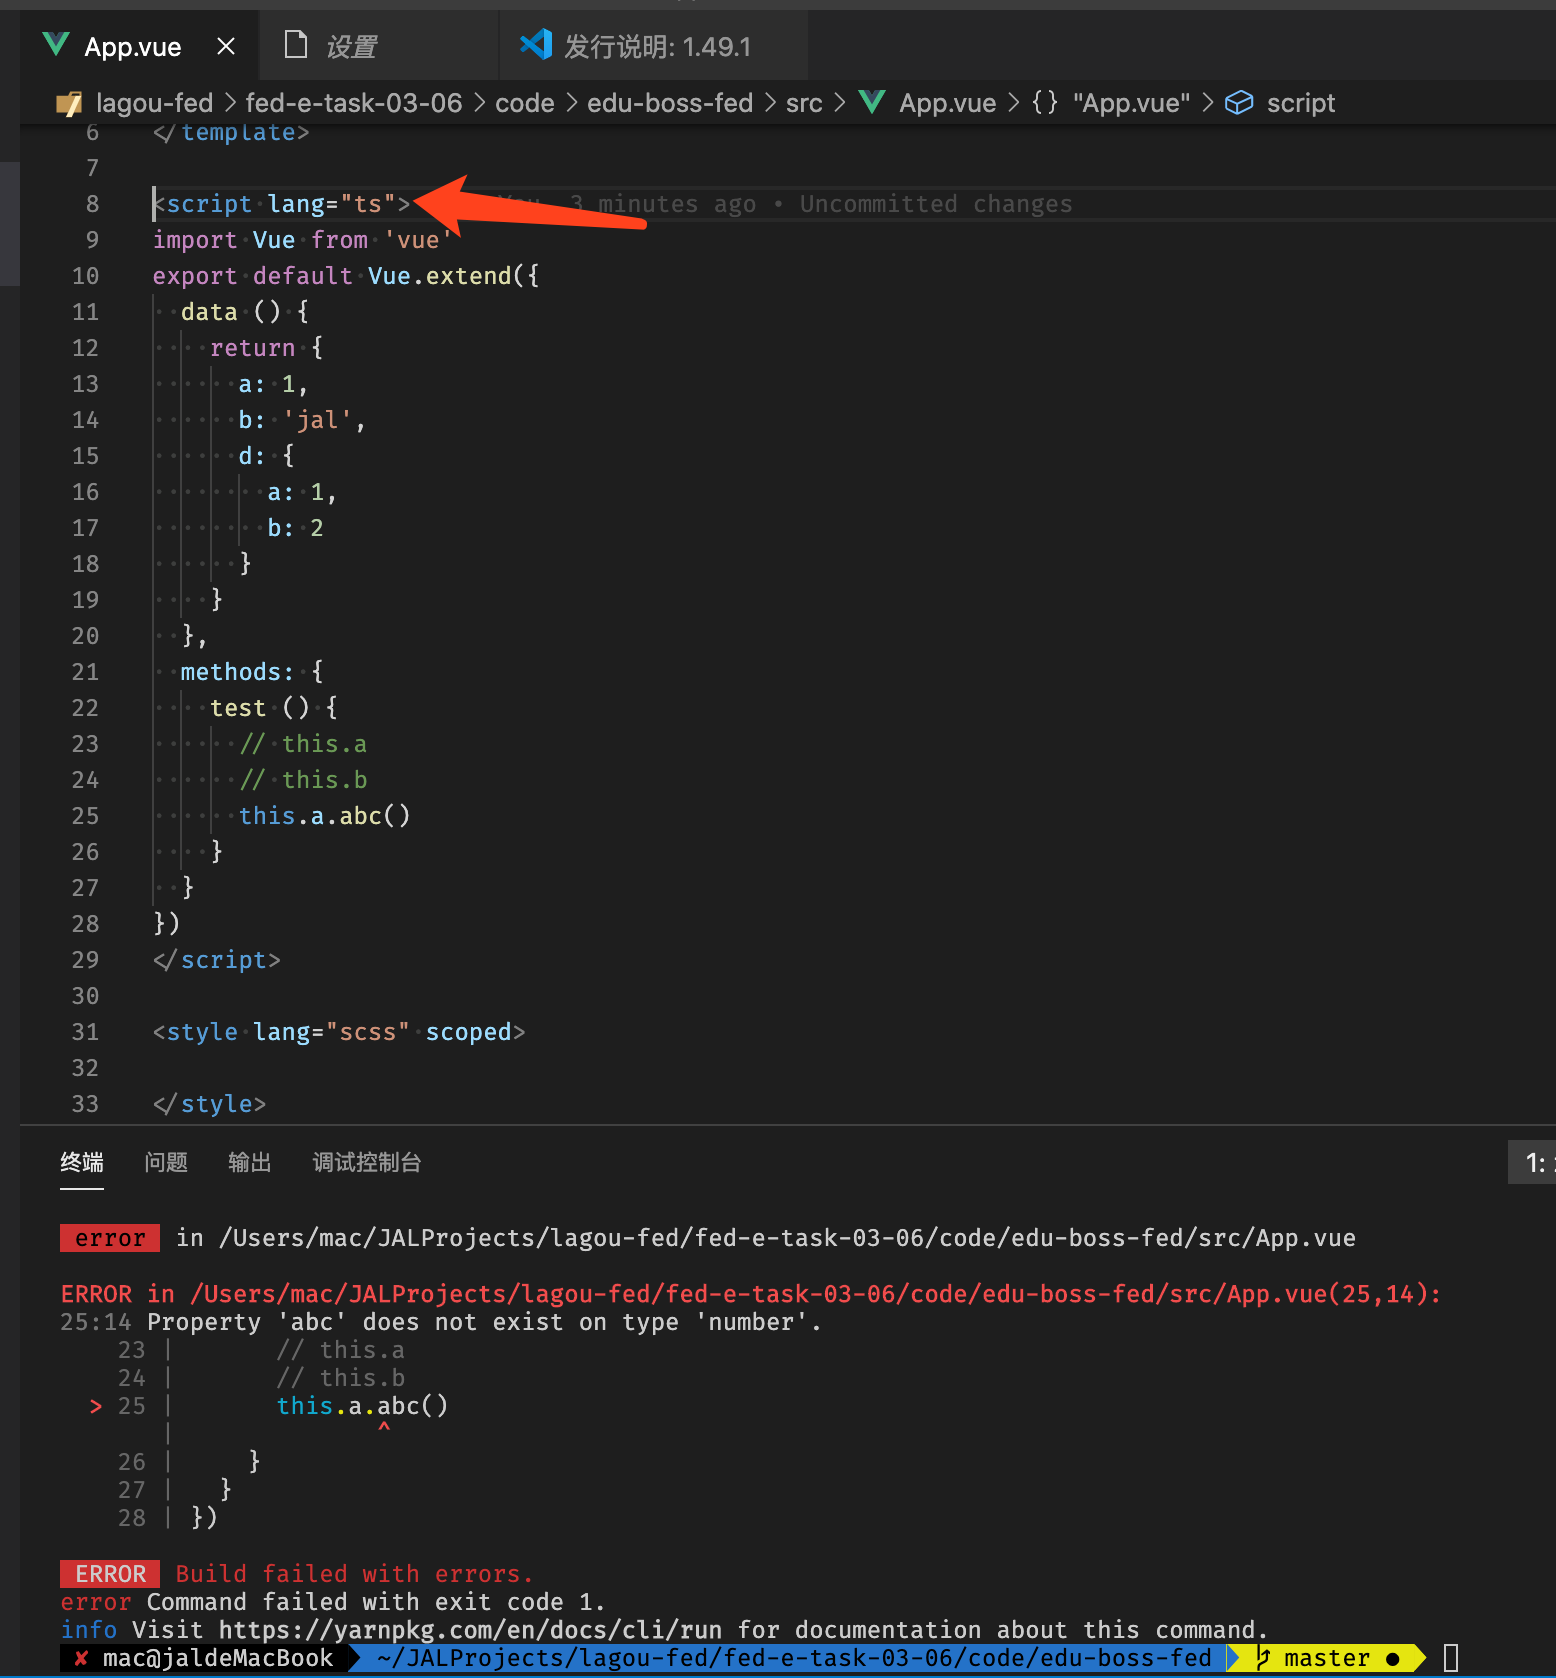 App.vue
设置
发行说明: 1.49.1
lagou-fed > fed-e-task-03-06 > code > edu-boss-fed > src > App.vue > {} "App.vue" > script
6 </template>
7
8 <script lang="ts"> 3 minutes ago • Uncommitted changes
9 import Vue from 'vue'
10 export default Vue.extend({
11 data () {
12 return {
13 a: 1,
14 b: 'jal',
15 d: {
16 a: 1,
17 b: 2
18 }
19 }
20 },
21 methods: {
22 test () {
23 // this.a
24 // this.b
25 this.a.abc()
26 }
27 }
28 })
29 </script>
30
31 <style lang="scss" scoped>
32
33 </style>
终端 问题 输出 调试控制台 1:
error in /Users/mac/JALProjects/lagou-fed/fed-e-task-03-06/code/edu-boss-fed/src/App.vue
ERROR in /Users/mac/JALProjects/lagou-fed/fed-e-task-03-06/code/edu-boss-fed/src/App.vue(25,14):
25:14 Property 'abc' does not exist on type 'number'.
23 | // this.a
24 | // this.b
> 25 | this.a.abc()
| ^
26 | }
27 | }
28 | })
ERROR Build failed with errors.
error Command failed with exit code 1.
info Visit https://yarnpkg.com/en/docs/cli/run for documentation about this command.
✘ mac@jaldeMacBook ~/JALProjects/lagou-fed/fed-e-task-03-06/code/edu-boss-fed master ●